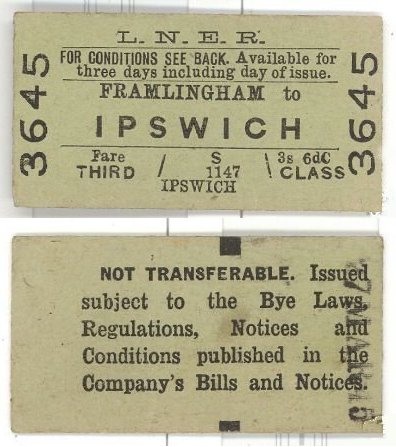 L. N. E. R.
FOR CONDITIONS SEE BACK. Available for
three days including day of issue.
FRAMLINGHAM to
IPSWICH
Fare S 3s 6dC
THIRD / 1147 \ CLASS
IPSWICH
3645
3645
NOT TRANSFERABLE. Issued
subject to the Bye Laws,
Regulations, Notices and
Conditions published in the
Company's Bills and Notices.